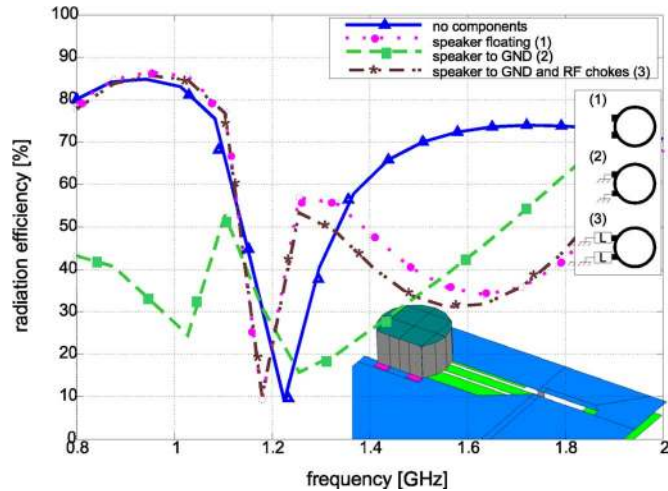 no components
speaker floating (1)
speaker to GND (2)
speaker to GND and RF chokes (3)
radiation efficiency [%]
100
90
80
70
60
50
40
30
20
10
0
(1)
(2)
(3)
L
L
0.8
1
1.2
1.4
1.6
1.8
2
frequency [GHz]